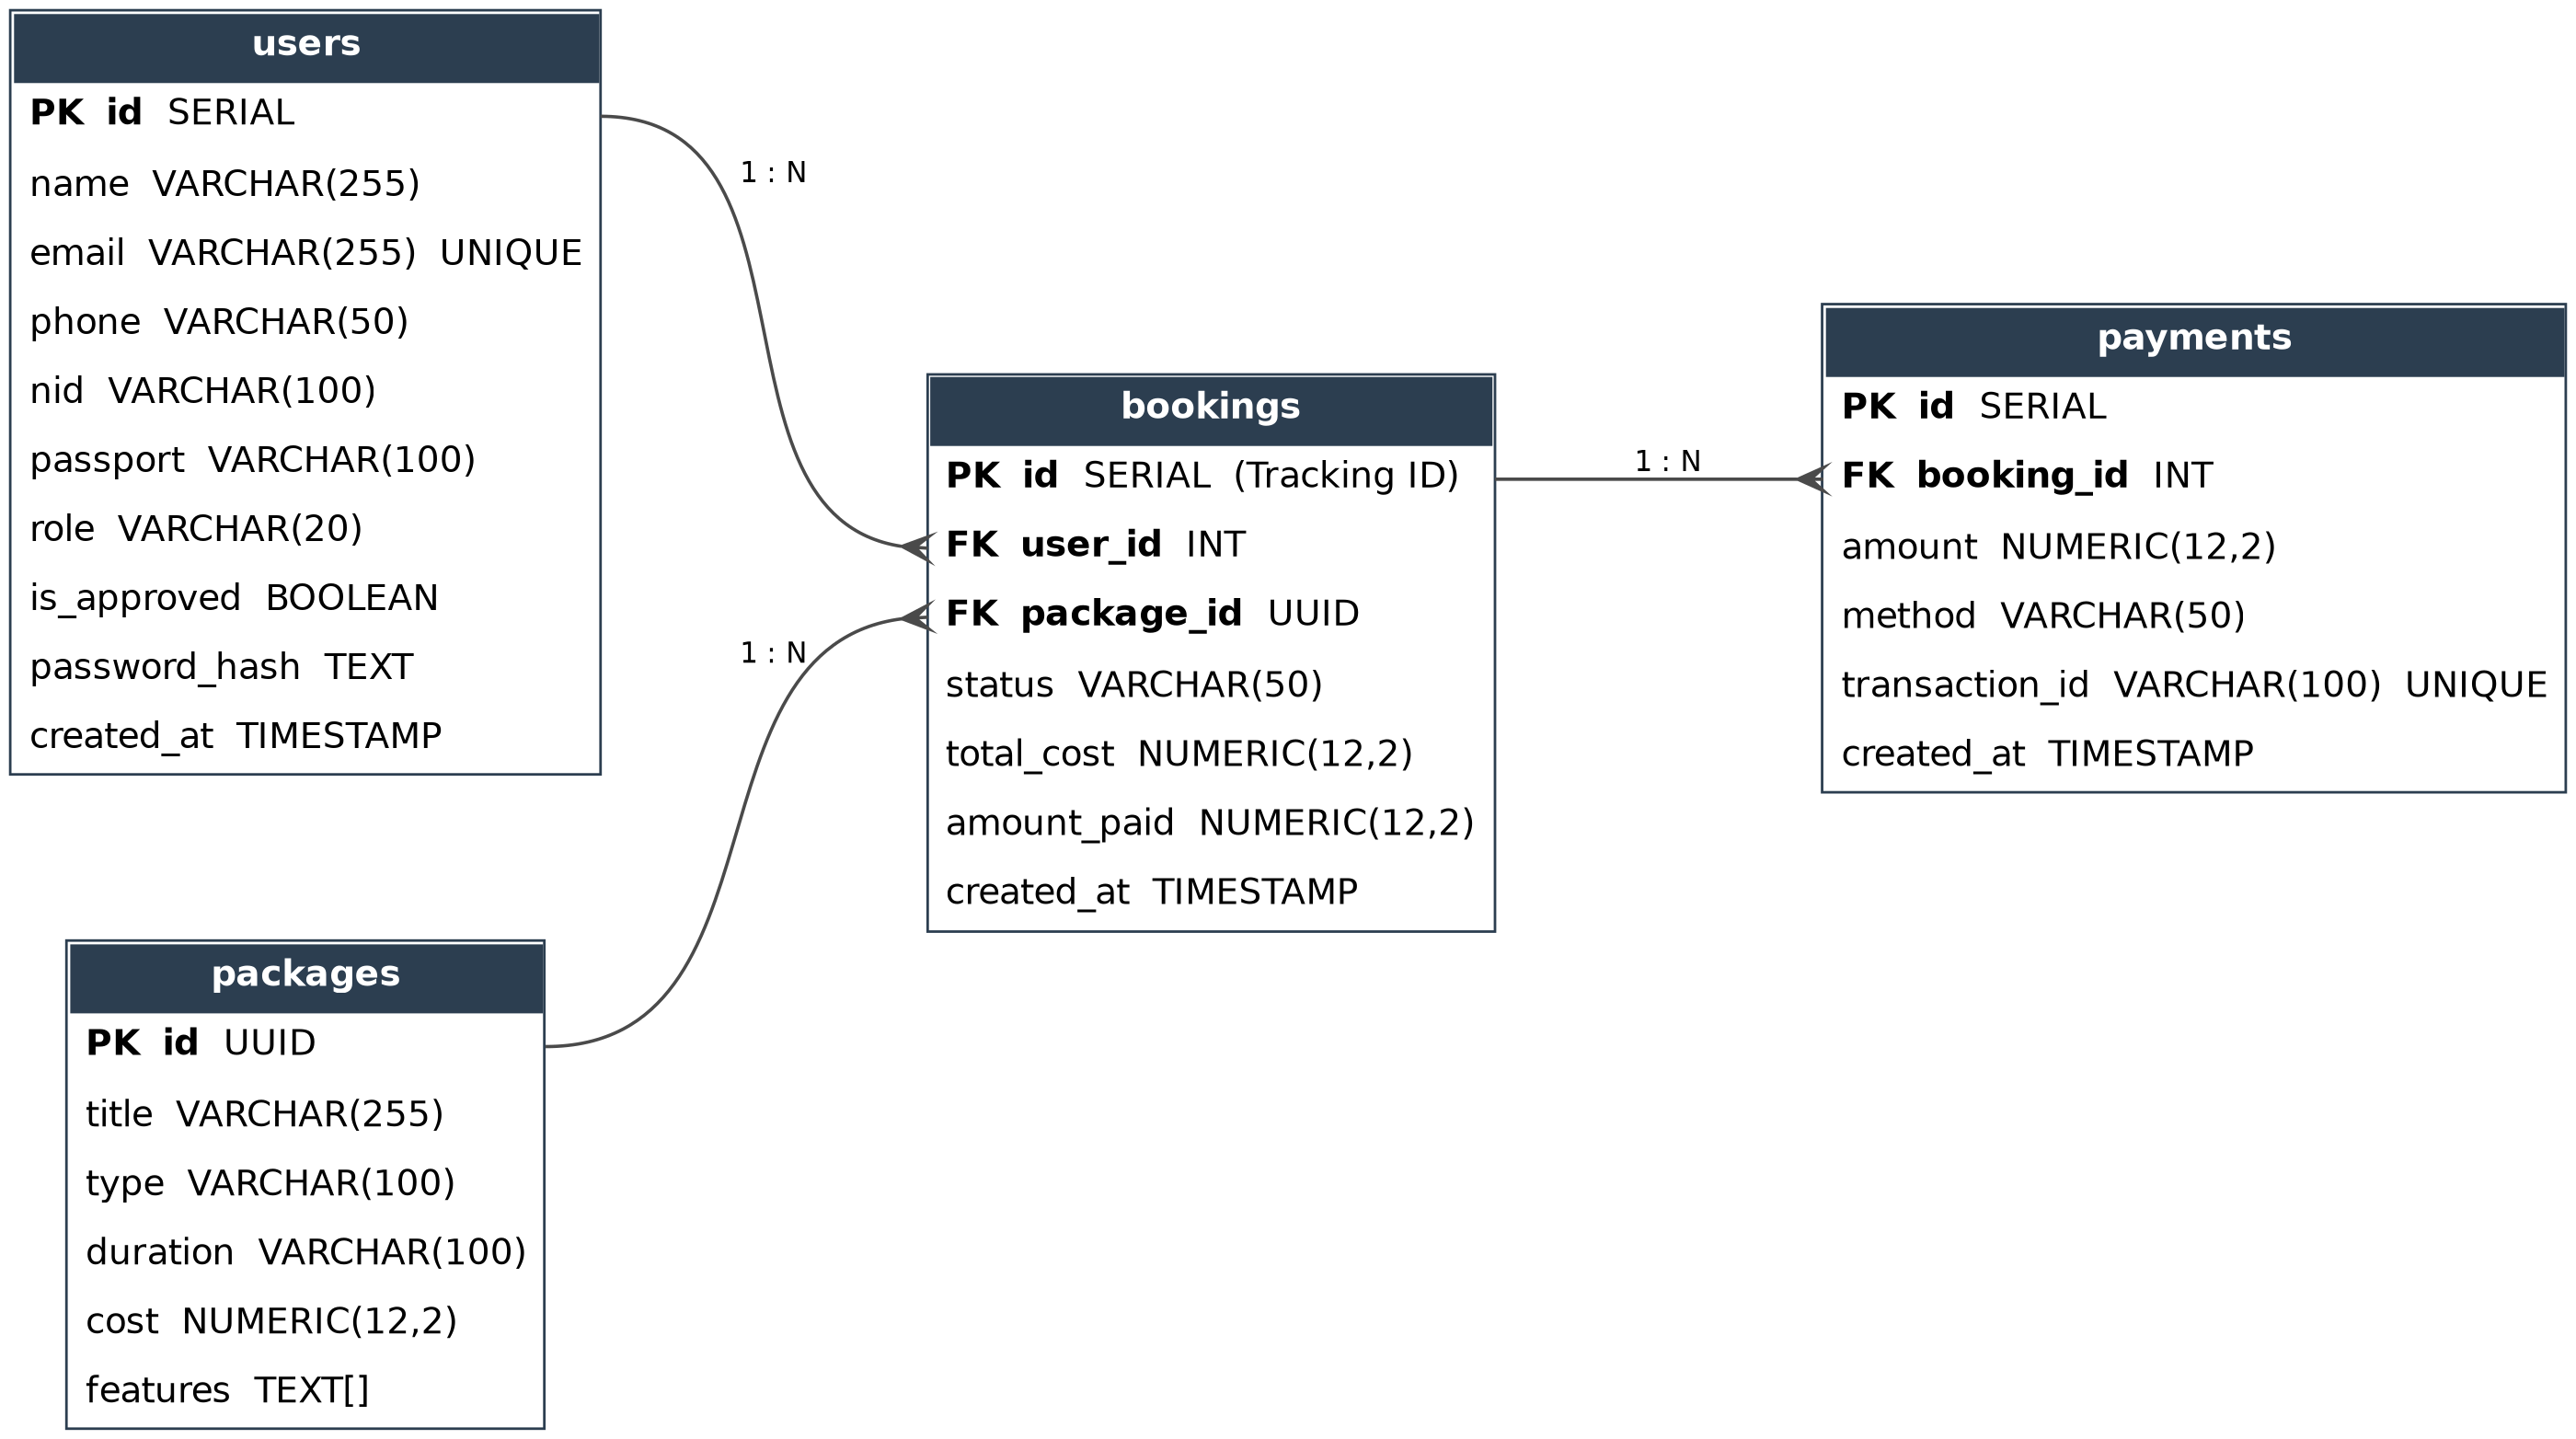 users
PK id SERIAL
name VARCHAR(255)
email VARCHAR(255) UNIQUE
phone VARCHAR(50)
nid VARCHAR(100)
passport VARCHAR(100)
role VARCHAR(20)
is_approved BOOLEAN
password_hash TEXT
created_at TIMESTAMP
1 : N
1 : N
packages
PK id UUID
title VARCHAR(255)
type VARCHAR(100)
duration VARCHAR(100)
cost NUMERIC(12,2)
features TEXT[]
bookings
PK id SERIAL (Tracking ID)
FK user_id INT
FK package_id UUID
status VARCHAR(50)
total_cost NUMERIC(12,2)
amount_paid NUMERIC(12,2)
created_at TIMESTAMP
1 : N
payments
PK id SERIAL
FK booking_id INT
amount NUMERIC(12,2)
method VARCHAR(50)
transaction_id VARCHAR(100) UNIQUE
created_at TIMESTAMP